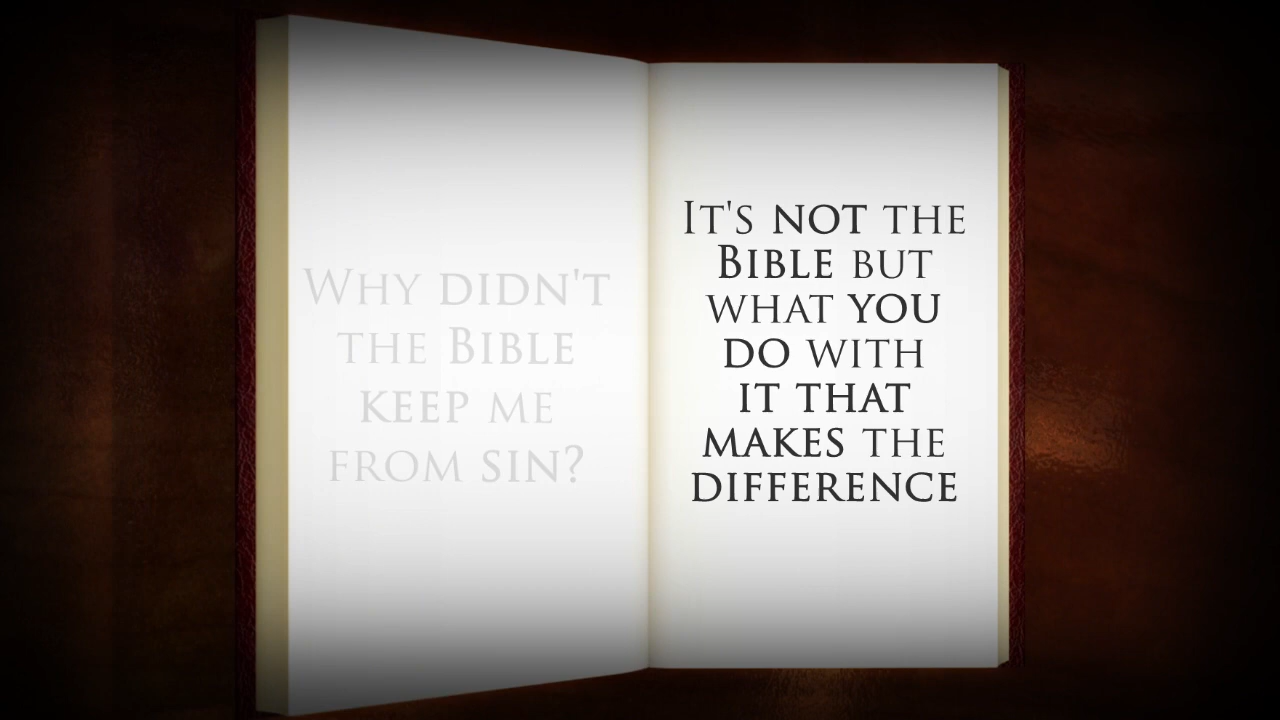 Why didn't
the Bible
keep me
from sin?
It's not the
Bible but
what you
do with
it that
makes the
difference